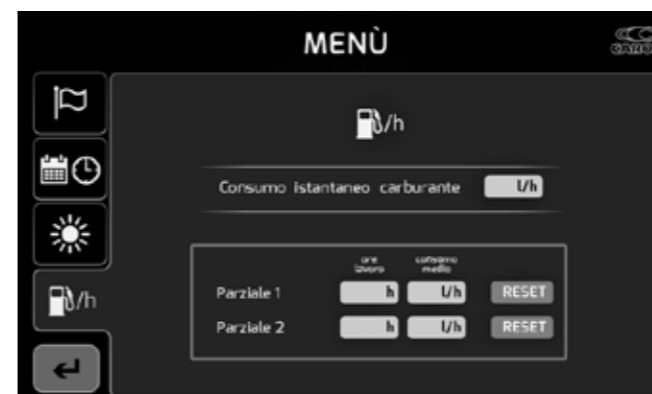 MENÙ
/h
Consumo istantaneo carburante l/h
ore lavoro
consumo medio
/h
Parziale 1 h l/h RESET
Parziale 2 h l/h RESET